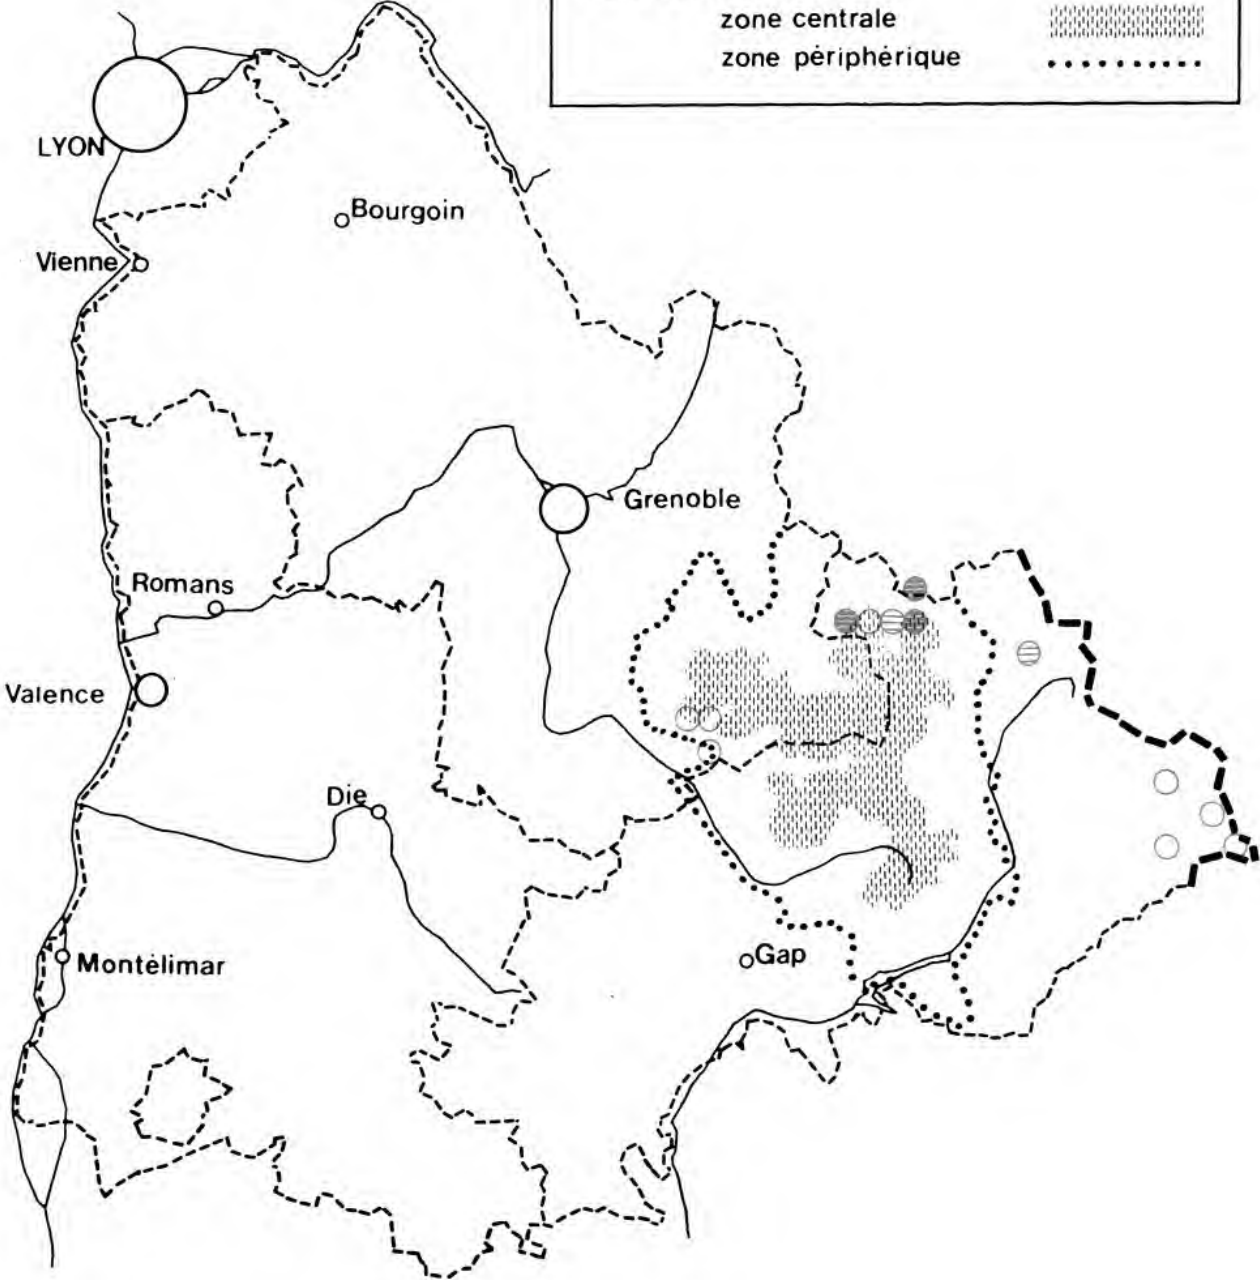 zone centrale
zone périphérique
LYON
Bourgoin
Vienne
Grenoble
Romans
Valence
Die
Gap
Montélimar